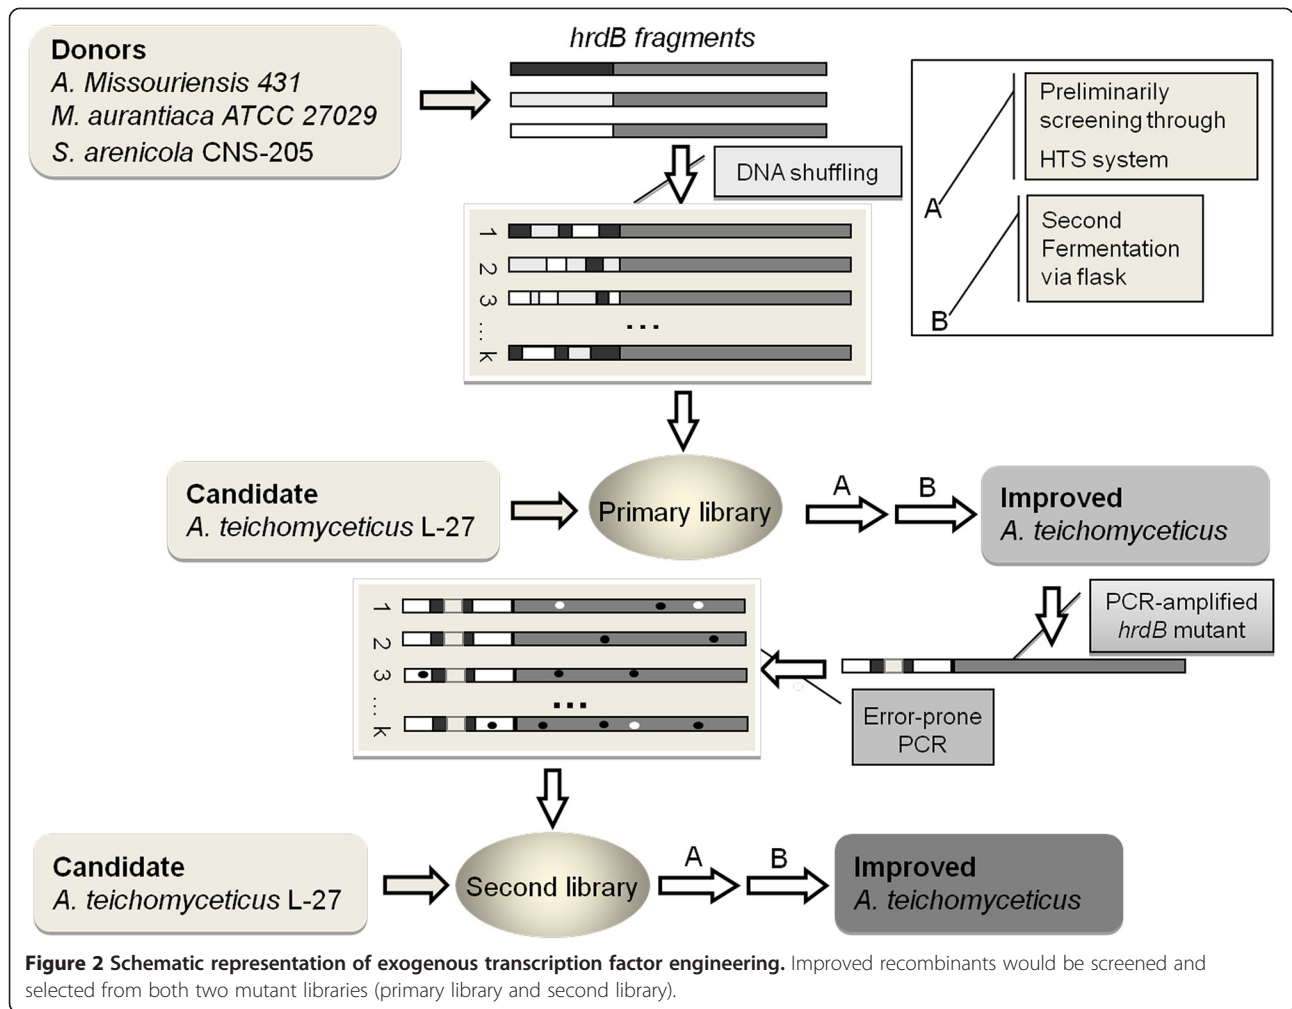 Donors
A. Missouriensis 431
M. aurantiaca ATCC 27029
S. arenicola CNS-205
hrdB fragments
DNA shuffling
Preliminarily
screening through
HTS system
A
Second
Fermentation
via flask
B
1
2
3
...
...
k
Candidate
A. teichomyceticus L-27
Primary library
A
B
Improved
A. teichomyceticus
PCR-amplified
hrdB mutant
Error-prone
PCR
1
2
3
...
...
k
Candidate
A. teichomyceticus L-27
Second library
A
B
Improved
A. teichomyceticus
Figure 2 Schematic representation of exogenous transcription factor engineering. Improved recombinants would be screened and
selected from both two mutant libraries (primary library and second library).